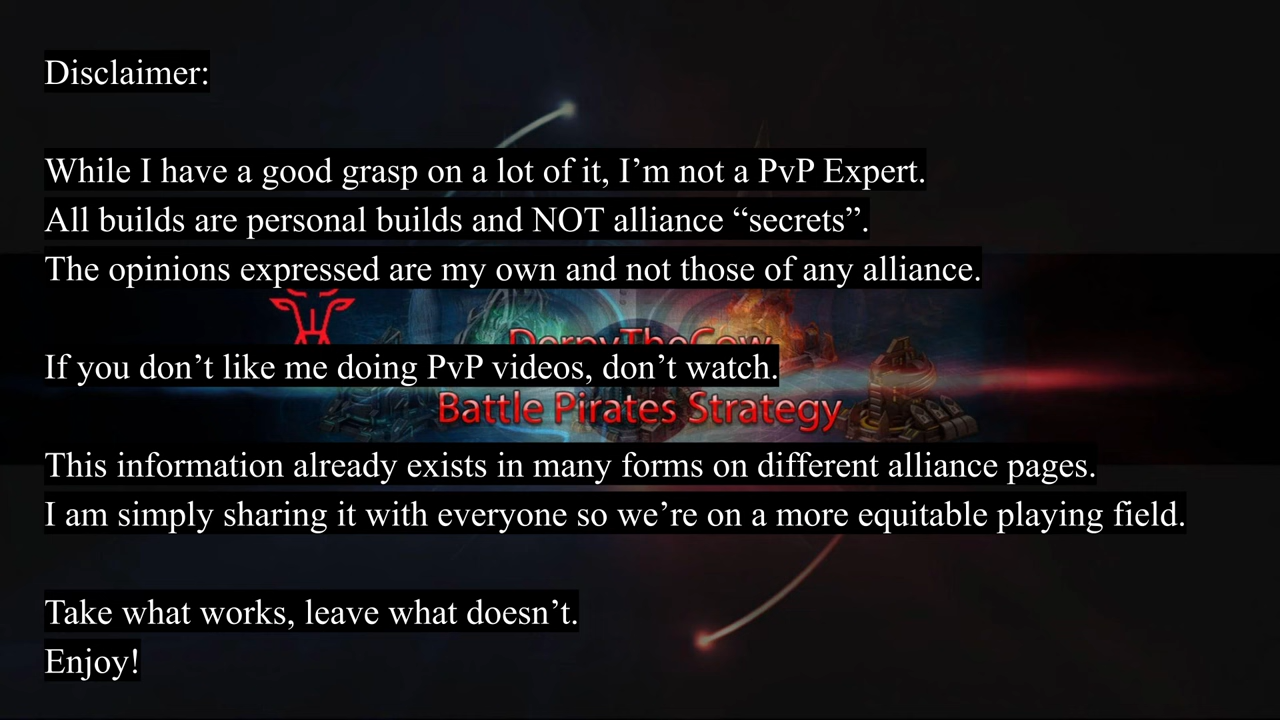 Disclaimer:
While I have a good grasp on a lot of it, I’m not a PvP Expert.
All builds are personal builds and NOT alliance “secrets”.
The opinions expressed are my own and not those of any alliance.
DerpyTheCow
If you don’t like me doing PvP videos, don’t watch.
Battle Pirates Strategy
This information already exists in many forms on different alliance pages.
I am simply sharing it with everyone so we’re on a more equitable playing field.
Take what works, leave what doesn’t.
Enjoy!